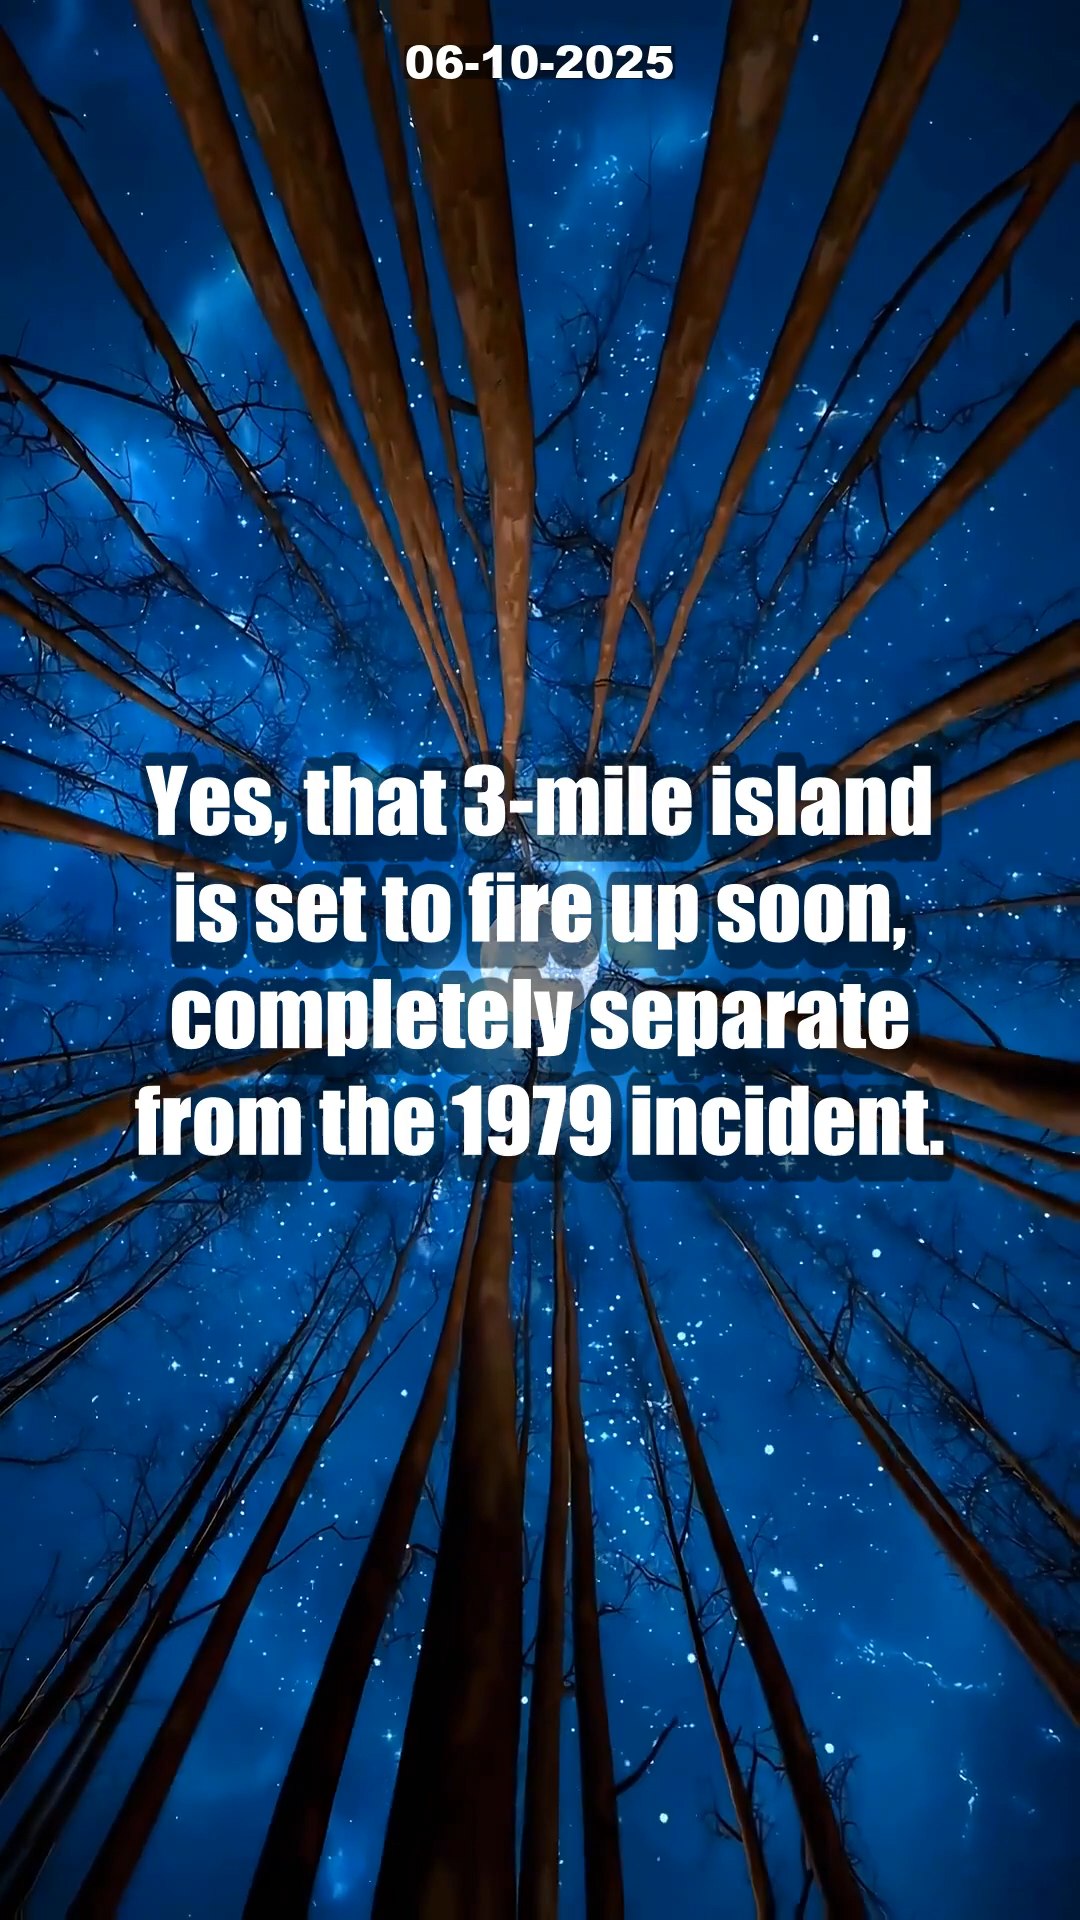 06-10-2025
Yes, that 3-mile island
is set to fire up soon,
completely separate
from the 1979 incident.